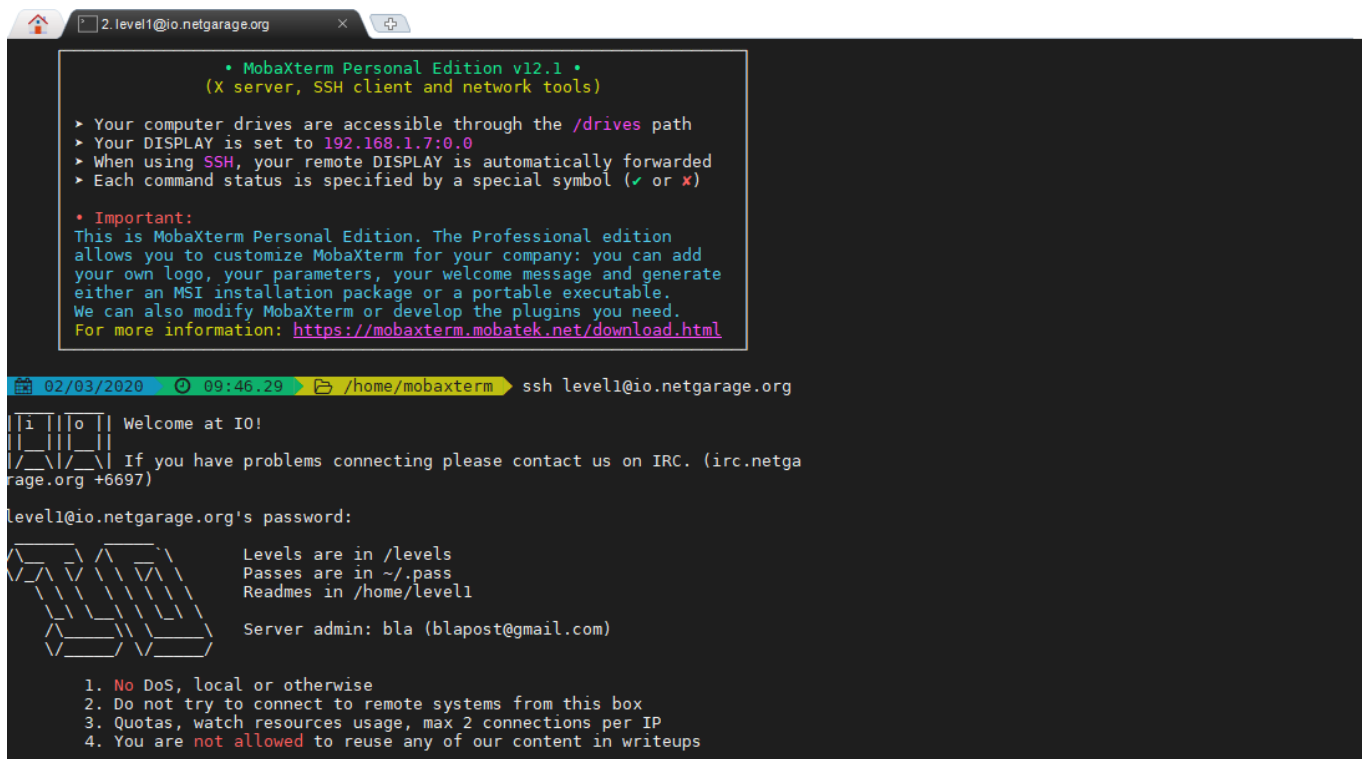 2. level1@io.netgarage.org
• MobaXterm Personal Edition v12.1 •
(X server, SSH client and network tools)
➤ Your computer drives are accessible through the /drives path
➤ Your DISPLAY is set to 192.168.1.7:0.0
➤ When using SSH, your remote DISPLAY is automatically forwarded
➤ Each command status is specified by a special symbol (✔ or ✘)
• Important:
This is MobaXterm Personal Edition. The Professional edition
allows you to customize MobaXterm for your company: you can add
your own logo, your parameters, your welcome message and generate
either an MSI installation package or a portable executable.
We can also modify MobaXterm or develop the plugins you need.
For more information: https://mobaxterm.mobatek.net/download.html
02/03/2020 09:46.29 /home/mobaxterm ssh level1@io.netgarage.org
||i |||o || Welcome at IO!
If you have problems connecting please contact us on IRC. (irc.netga
rage.org +6697)
level1@io.netgarage.org's password:
Levels are in /levels
Passes are in ~/.pass
Readmes in /home/level1
Server admin: bla (blapost@gmail.com)
1. No DoS, local or otherwise
2. Do not try to connect to remote systems from this box
3. Quotas, watch resources usage, max 2 connections per IP
4. You are not allowed to reuse any of our content in writeups